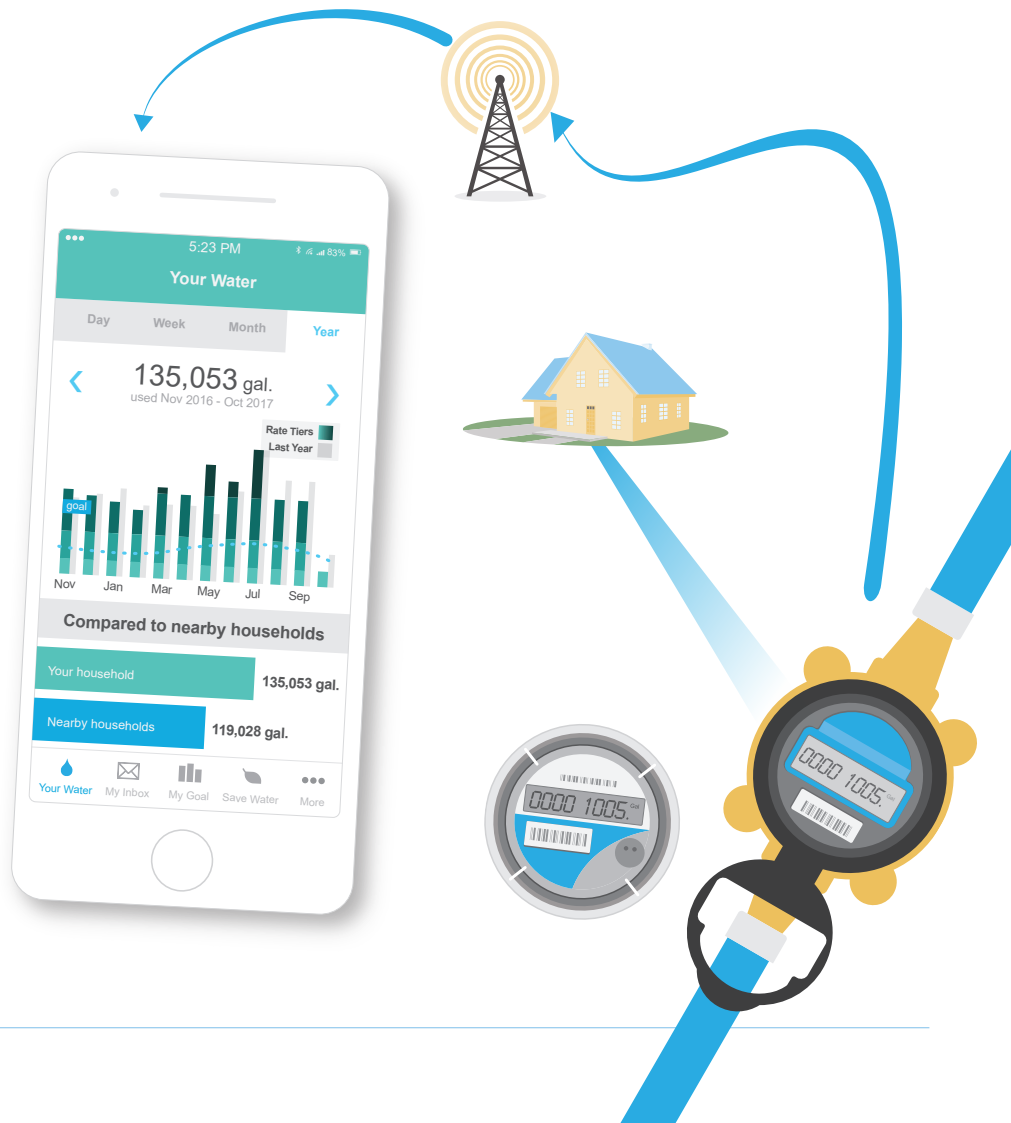 5:23 PM
83%
Your Water
Day Week Month Year
135,053 gal.
used Nov 2016 - Oct 2017
Rate Tiers
Last Year
goal
Nov Jan Mar May Jul Sep
Compared to nearby households
Your household 135,053 gal.
Nearby households 119,028 gal.
Your Water My Inbox My Goal Save Water More
0000 1005. Gal
0000 1005. Gal